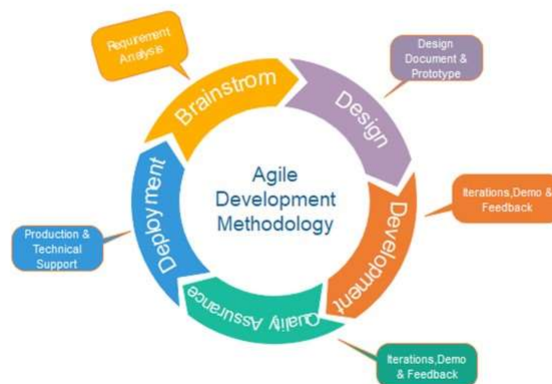 Requirement
Analysis
Brainstrom
Design
Design
Document &
Prototype
Development
Iterations,Demo &
Feedback
Quality Assurance
Iterations,Demo
& Feedback
Deployment
Production &
Technical
Support
Agile
Development
Methodology